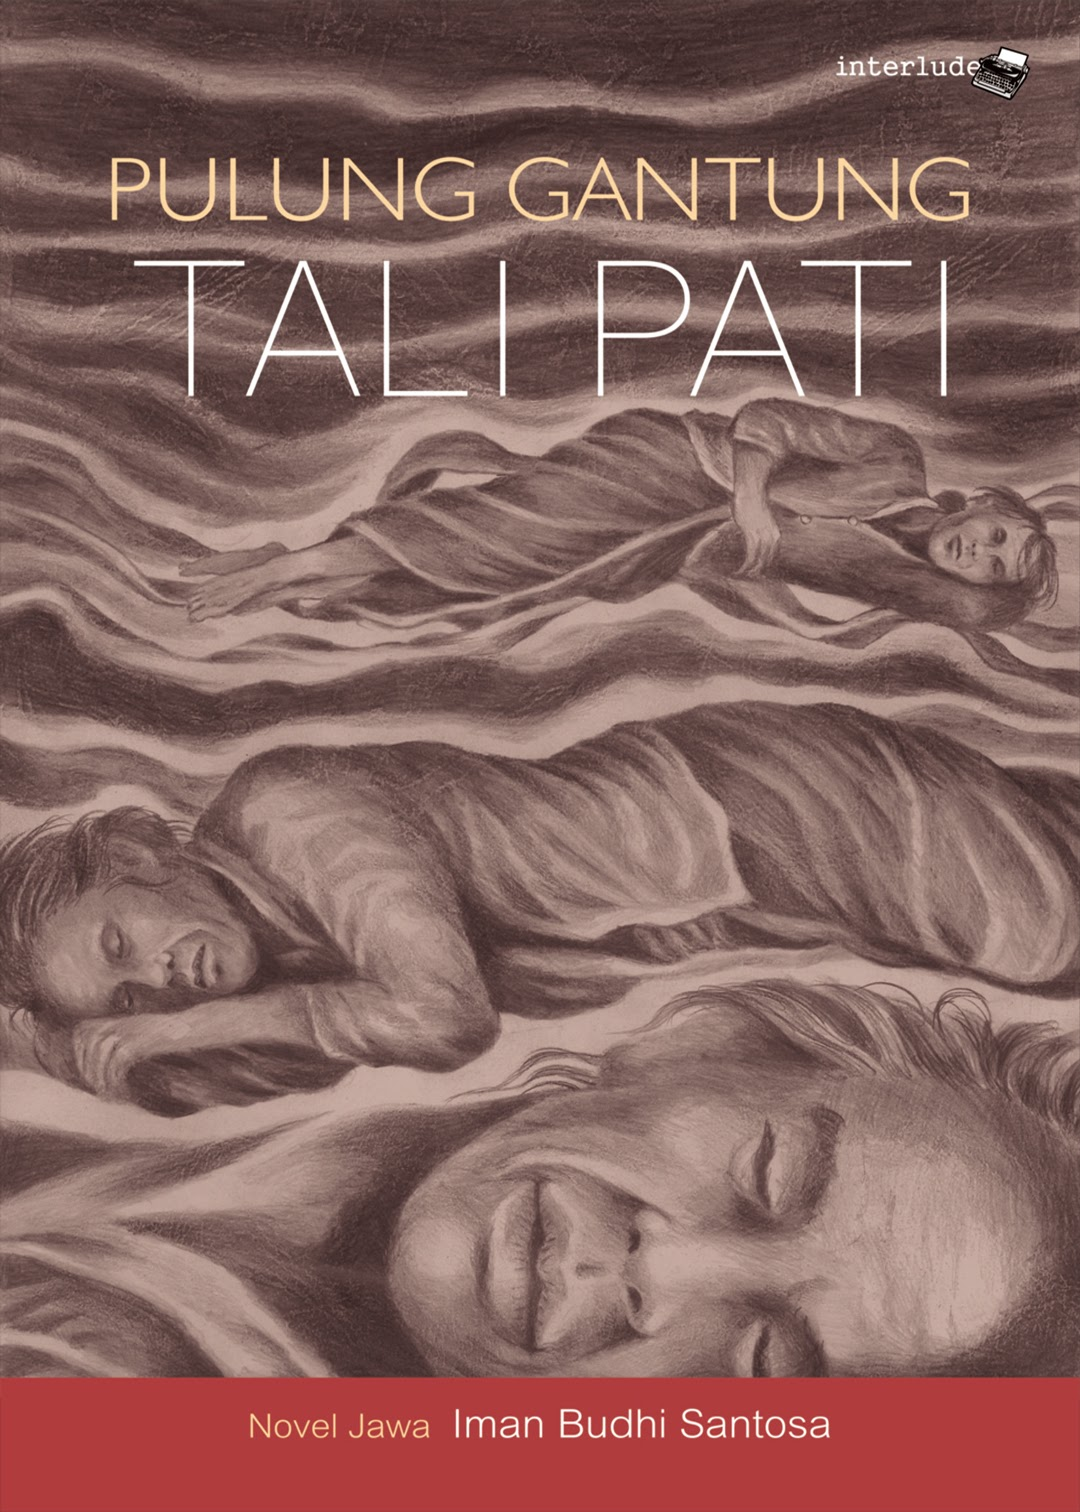 interlude
PULUNG GANTUNG
TALI PATI
Novel Jawa Iman Budhi Santosa